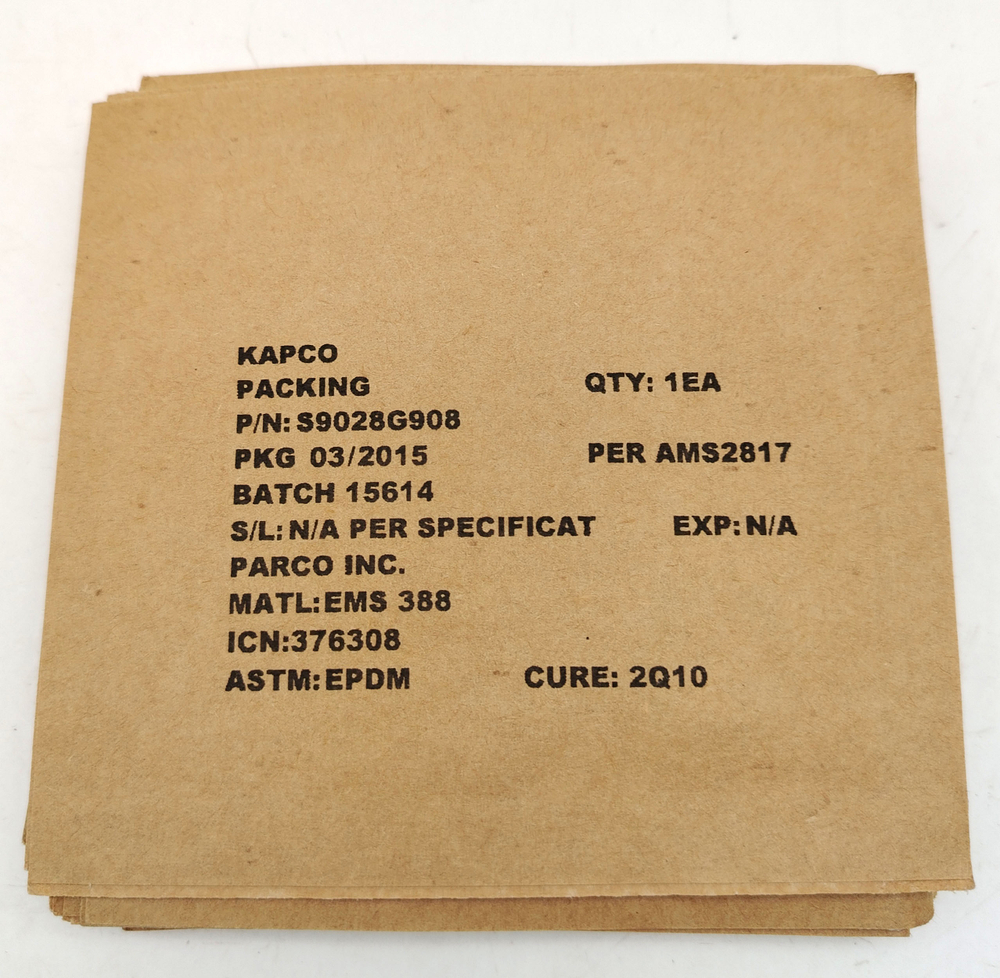 KAPCO
PACKING QTY: 1EA
P/N: S9028G908
PKG 03/2015 PER AMS2817
BATCH 15614
S/L: N/A PER SPECIFICAT EXP: N/A
PARCO INC.
MATL:EMS 388
ICN:376308
ASTM:EPDM CURE: 2Q10